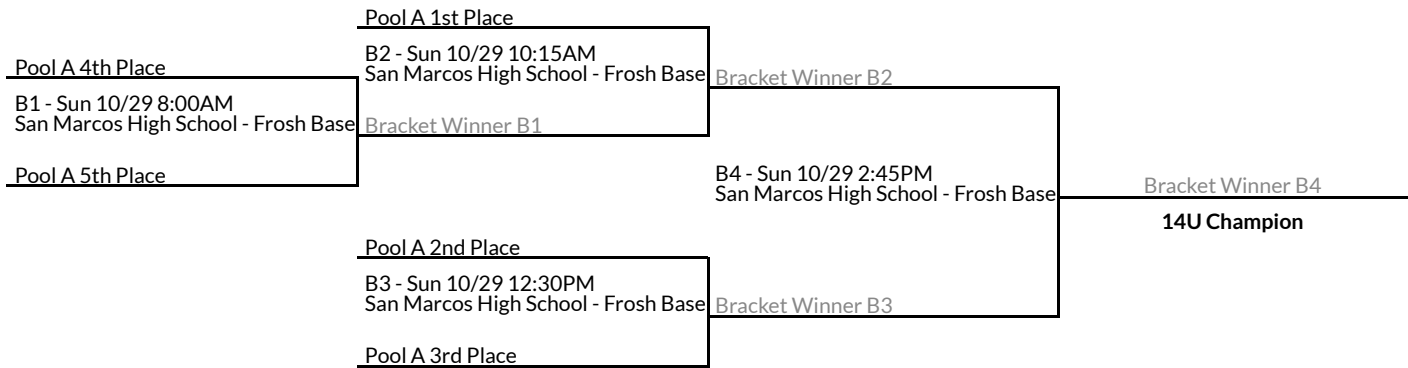 Pool A 1st Place
B2 - Sun 10/29 10:15AM
San Marcos High School - Frosh Base
Pool A 4th Place
Bracket Winner B2
B1 - Sun 10/29 8:00AM
San Marcos High School - Frosh Base
Bracket Winner B1
Pool A 5th Place
B4 - Sun 10/29 2:45PM
San Marcos High School - Frosh Base
Bracket Winner B4
14U Champion
Pool A 2nd Place
B3 - Sun 10/29 12:30PM
San Marcos High School - Frosh Base
Bracket Winner B3
Pool A 3rd Place